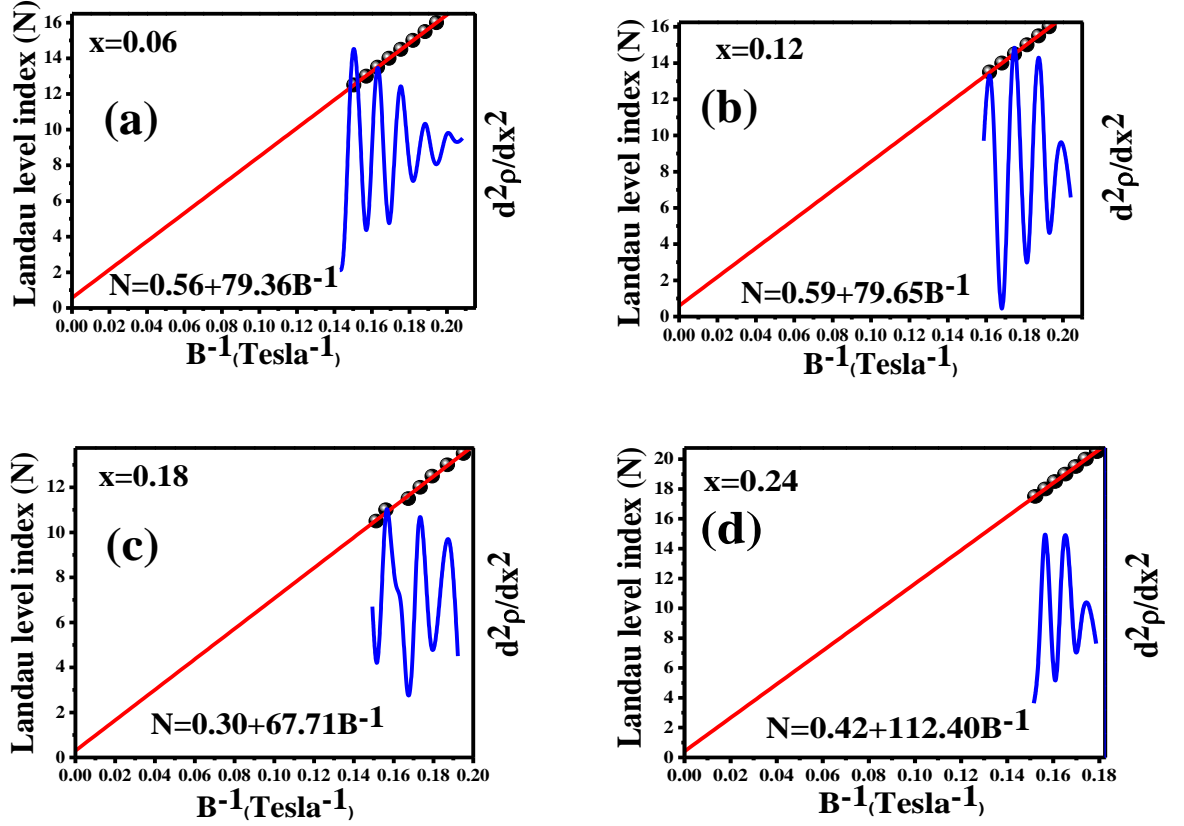 x=0.06
(a)
N=0.56+79.36B-1
Landau level index (N)
16
14
12
10
8
6
4
2
0
0.00 0.02 0.04 0.06 0.08 0.10 0.12 0.14 0.16 0.18 0.20
B-1(Tesla-1)
d2ρ/dx2
x=0.12
(b)
N=0.59+79.65B-1
Landau level index (N)
16
14
12
10
8
6
4
2
0
0.00 0.02 0.04 0.06 0.08 0.10 0.12 0.14 0.16 0.18 0.20
B-1(Tesla-1)
d2ρ/dx2
x=0.18
(c)
N=0.30+67.71B-1
Landau level index (N)
12
10
8
6
4
2
0
0.00 0.02 0.04 0.06 0.08 0.10 0.12 0.14 0.16 0.18 0.20
B-1(Tesla-1)
d2ρ/dx2
x=0.24
(d)
N=0.42+112.40B-1
Landau level index (N)
20
18
16
14
12
10
8
6
4
2
0
0.00 0.02 0.04 0.06 0.08 0.10 0.12 0.14 0.16 0.18
B-1(Tesla-1)
d2ρ/dx2